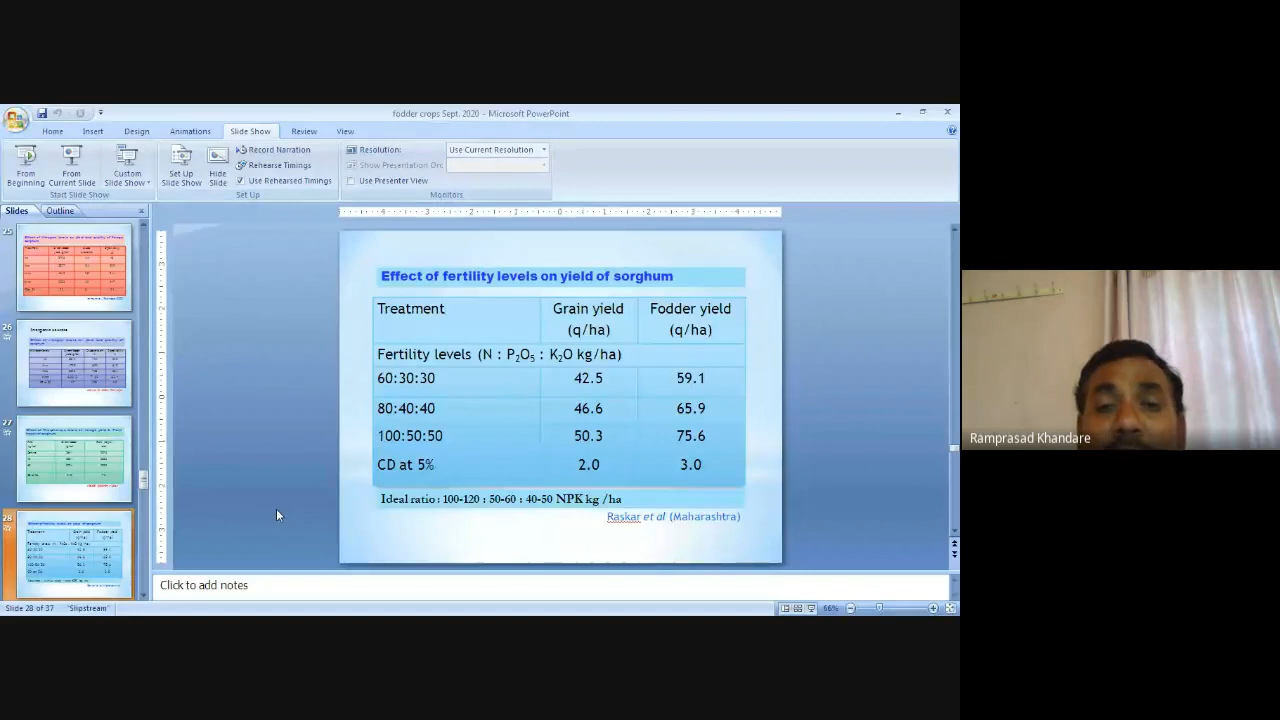 fodder crops Sept. 2020 - Microsoft PowerPoint
Home Insert Design Animations Slide Show Review View
From Beginning
From Current Slide
Custom Slide Show
Start Slide Show
Set Up Slide Show
Hide Slide
Record Narration
Rehearse Timings
Use Rehearsed Timings
Set Up
Resolution: Use Current Resolution
Show Presentation On:
Use Presenter View
Monitors
Slides Outline
25
26
27
28
Effect of fertility levels on yield of sorghum
Treatment Grain yield (q/ha) Fodder yield (q/ha)
Fertility levels (N : P₂O₅ : K₂O kg/ha)
60:30:30 42.5 59.1
80:40:40 46.6 65.9
100:50:50 50.3 75.6
CD at 5% 2.0 3.0
Ideal ratio : 100-120 : 50-60 : 40-50 NPK kg /ha
Raskar et al (Maharashtra)
Click to add notes
Slide 28 of 37 "Slipstream" 66%
Ramprasad Khandare